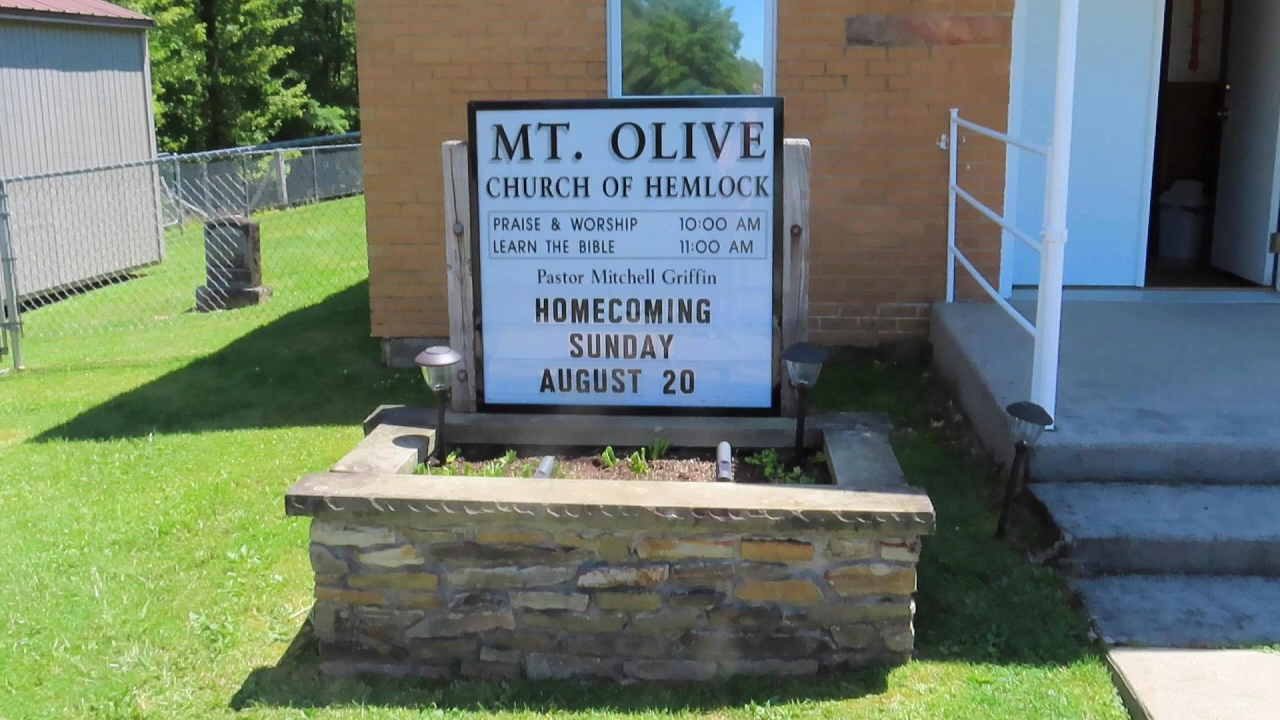 MT. OLIVE
CHURCH OF HEMLOCK
PRAISE & WORSHIP 10:00 AM
LEARN THE BIBLE 11:00 AM
Pastor Mitchell Griffin
HOMECOMING
SUNDAY
AUGUST 20